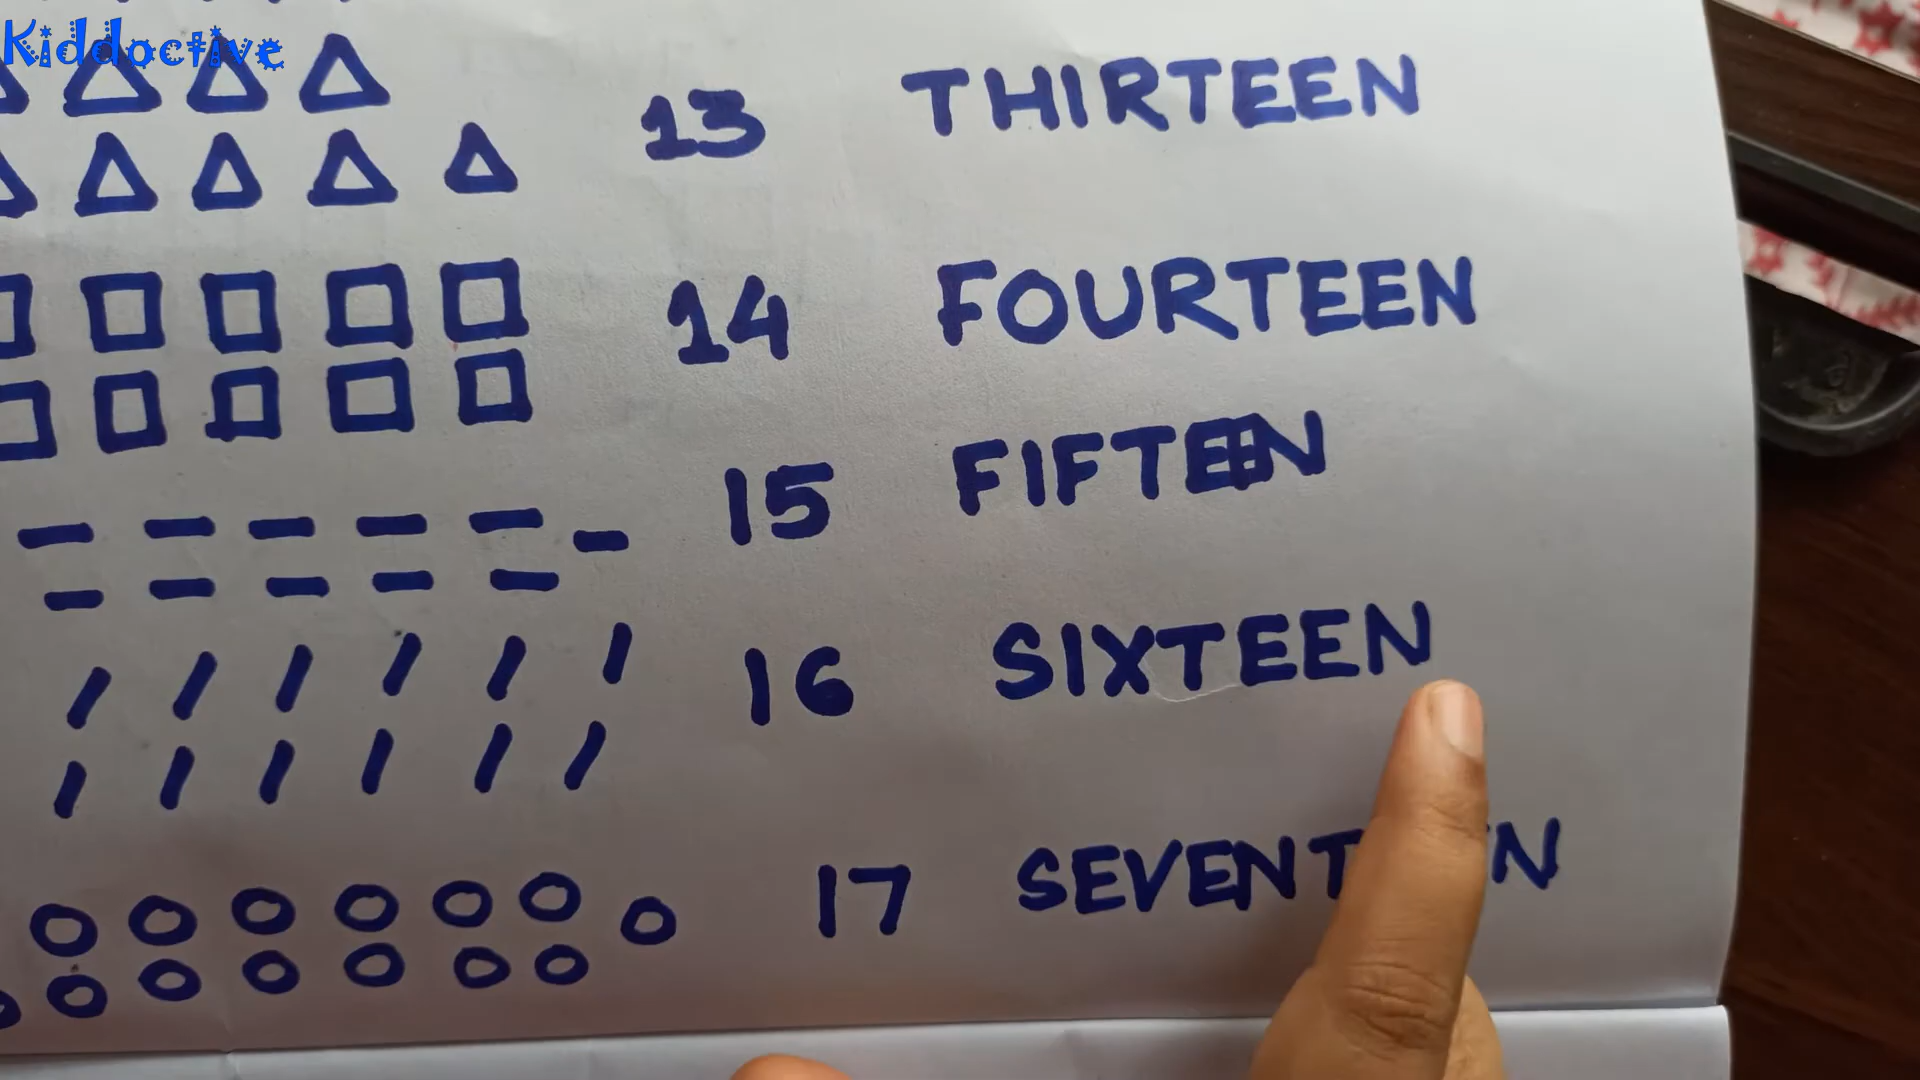 Kiddoctive
13 THIRTEEN
14 FOURTEEN
15 FIFTEEN
16 SIXTEEN
17